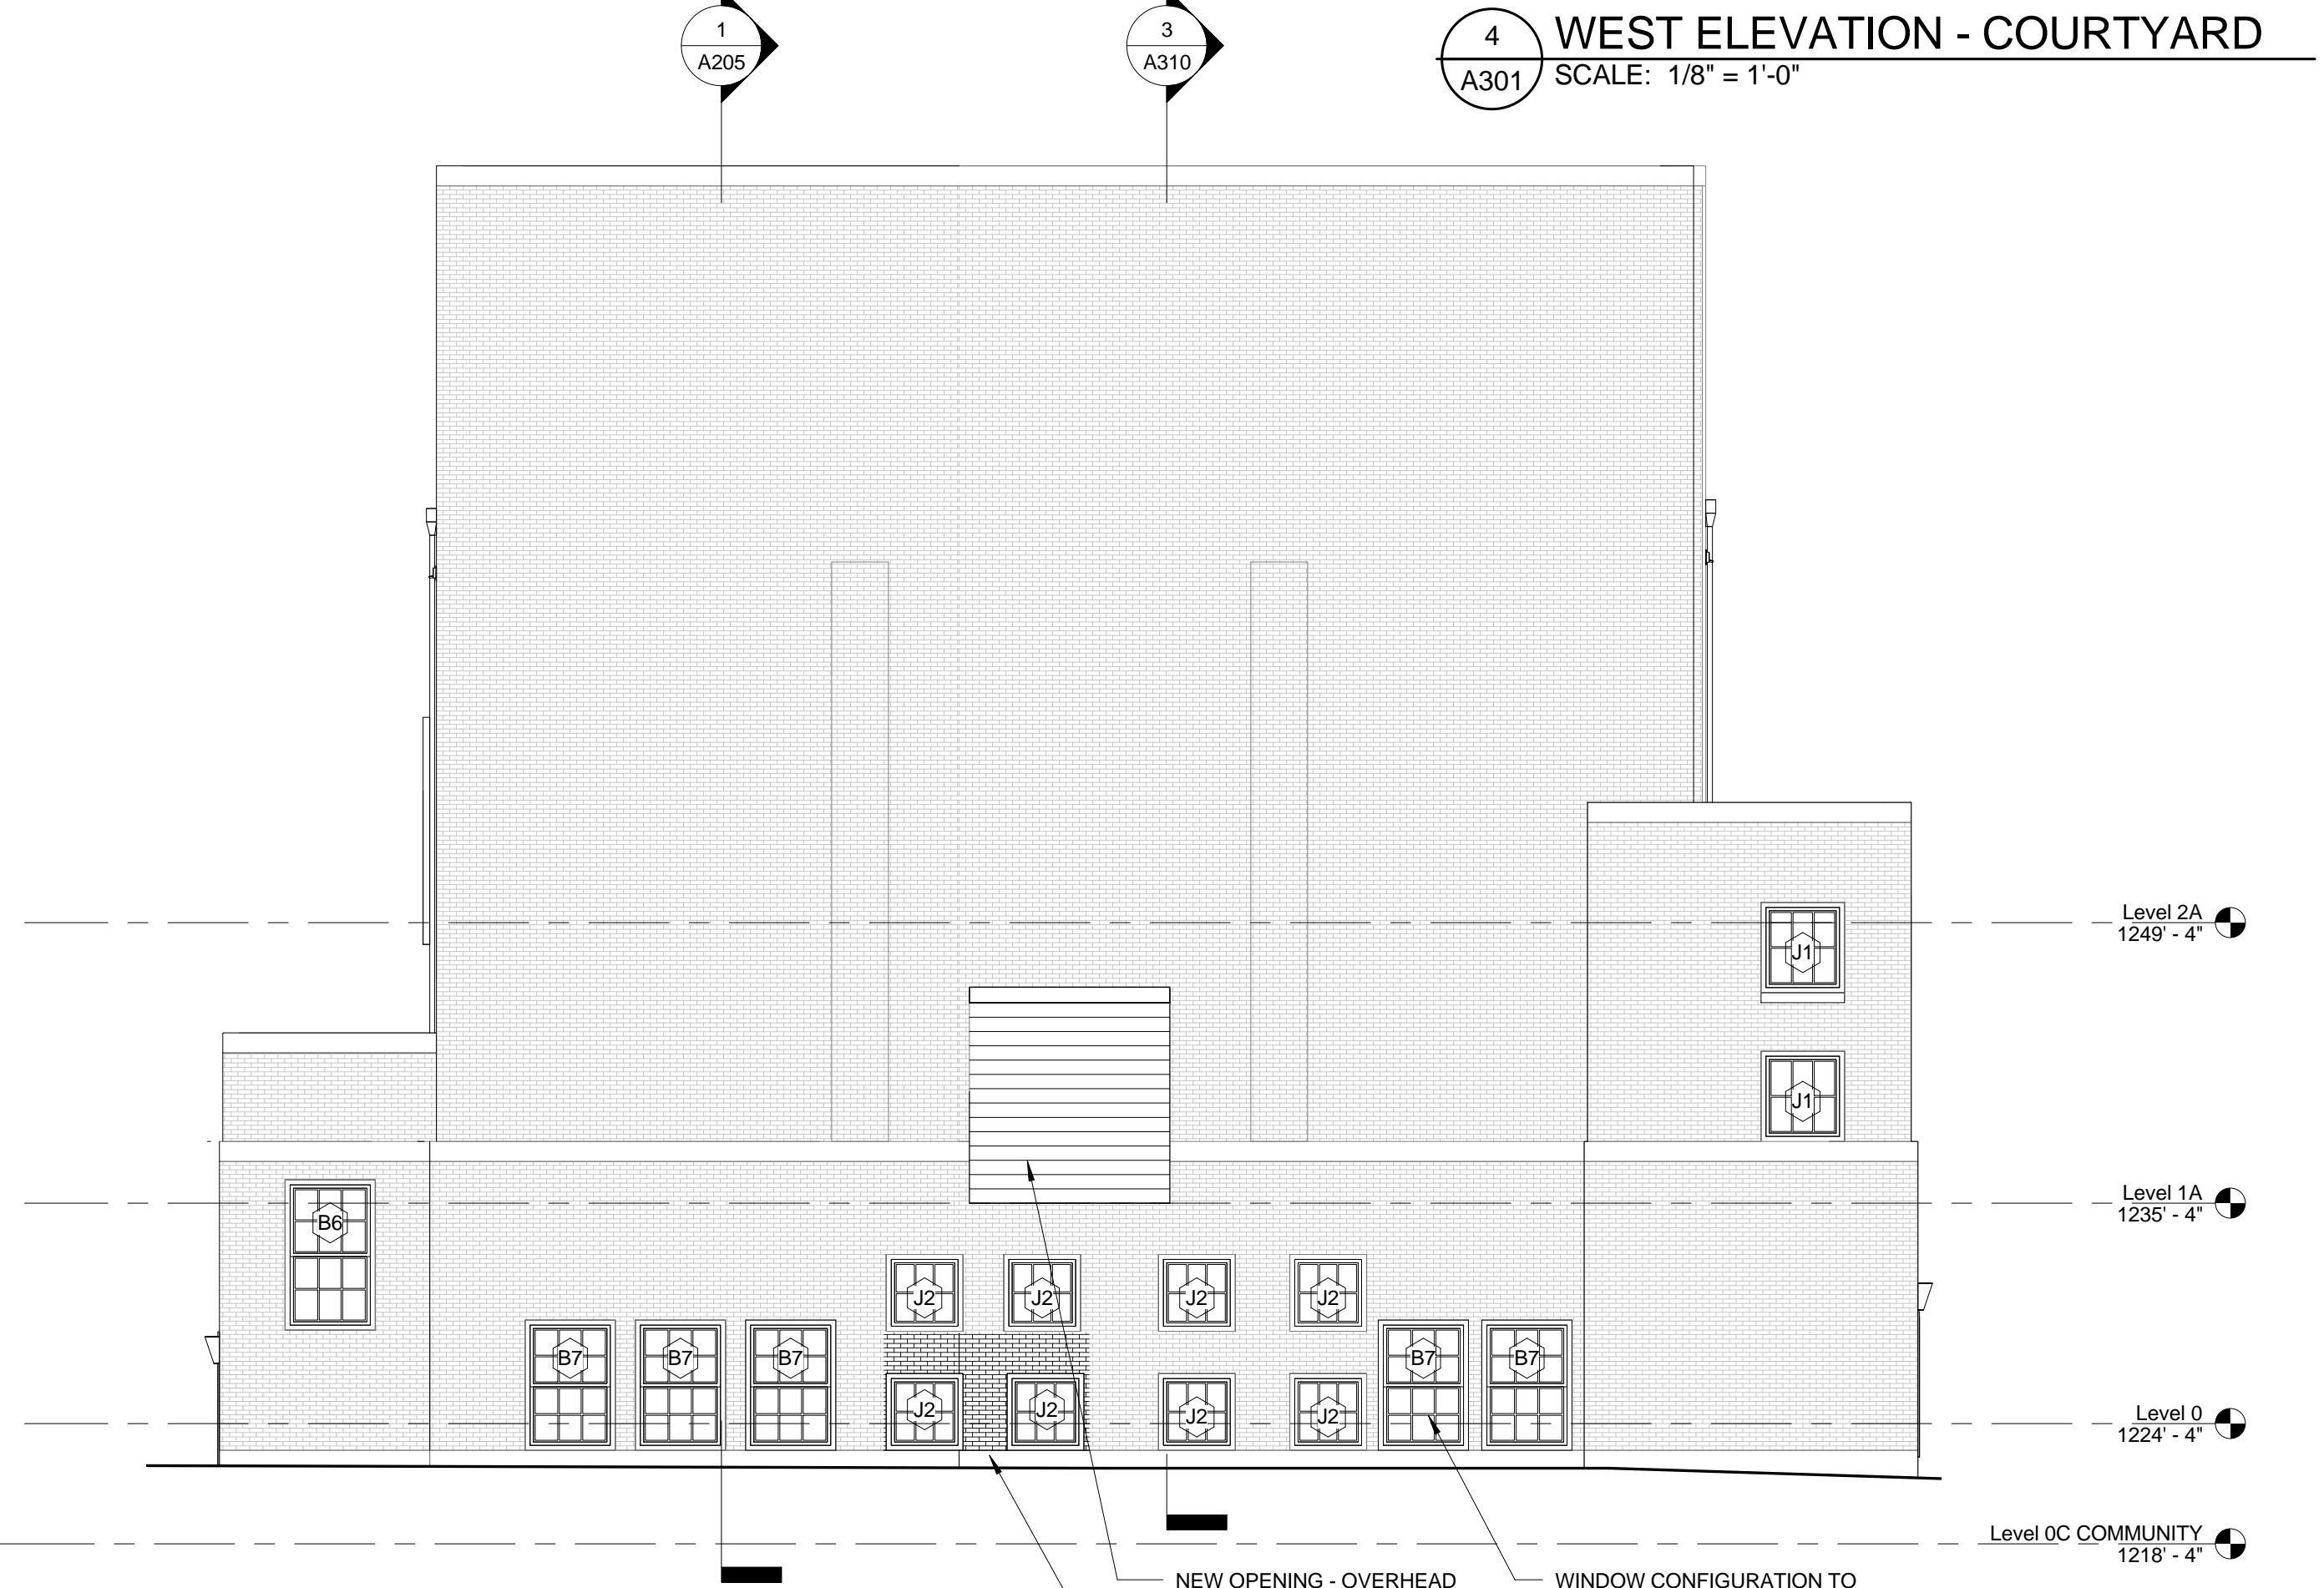 1
A205
3
A310
4
A301
WEST ELEVATION - COURTYARD
SCALE: 1/8" = 1'-0"
Level 2A
1249' - 4"
J1
J1
Level 1A
1235' - 4"
B6
J2
J2
J2
J2
B7
B7
B7
B7
B7
J2
J2
J2
J2
Level 0
1224' - 4"
Level 0C COMMUNITY
1218' - 4"
NEW OPENING - OVERHEAD
WINDOW CONFIGURATION TO